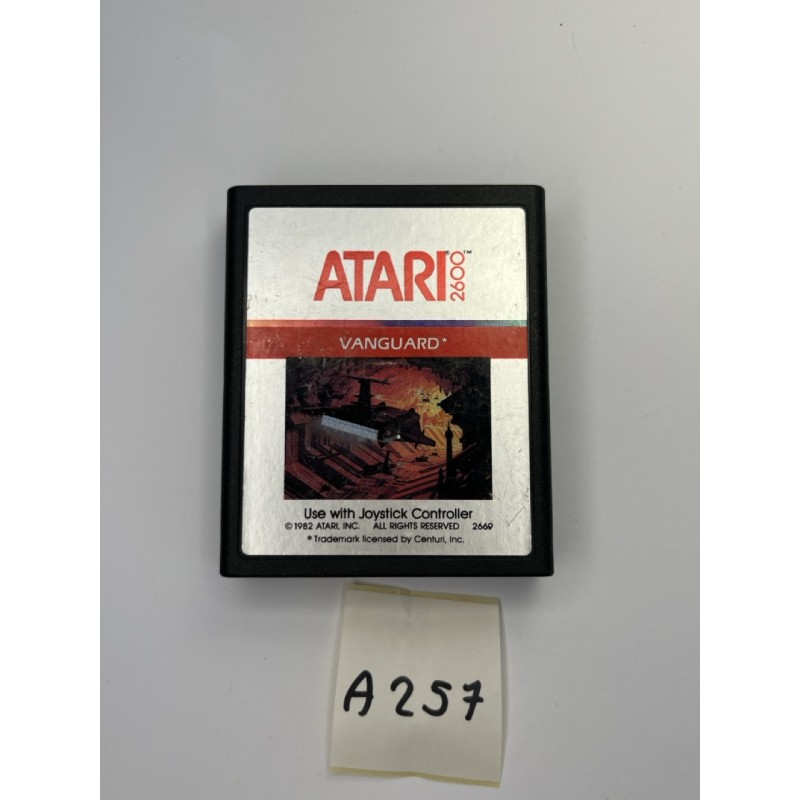 ATARI 2600™
VANGUARD*
Use with Joystick Controller
© 1982 ATARI, INC. ALL RIGHTS RESERVED 2669
* Trademark licensed by Centuri, Inc.
A257